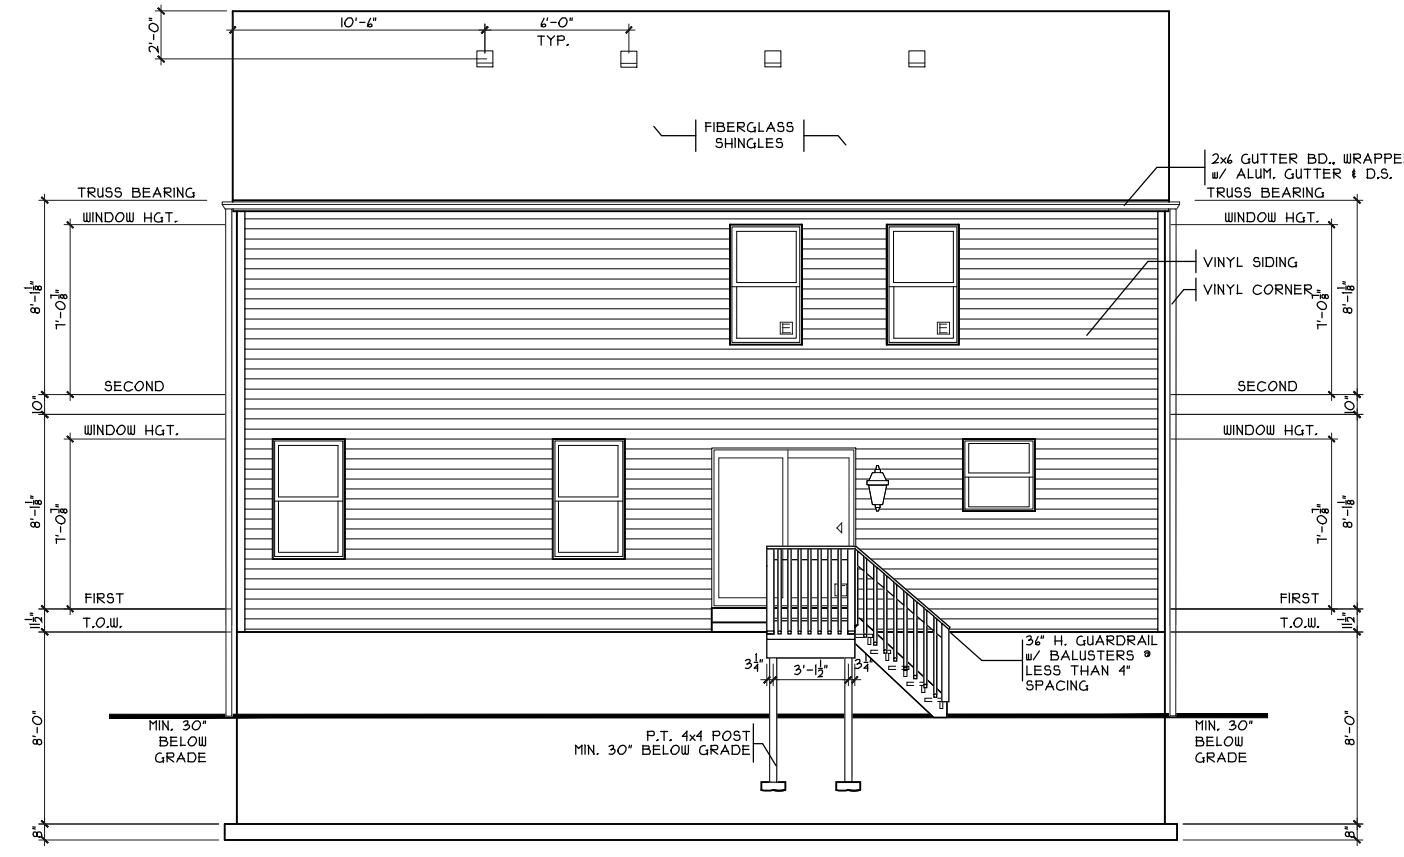 2'-0"
10'-6"
6'-0"
TYP.
FIBERGLASS
SHINGLES
2x6 GUTTER BD., WRAPPE
w/ ALUM. GUTTER & D.S.
TRUSS BEARING
TRUSS BEARING
WINDOW HGT.
WINDOW HGT.
VINYL SIDING
VINYL CORNER
8'-1 1/8"
7'-0 7/8"
7'-0 7/8"
8'-1 1/8"
E
E
SECOND
SECOND
10"
10"
WINDOW HGT.
WINDOW HGT.
8'-1 1/8"
7'-0 7/8"
7'-0 7/8"
8'-1 1/8"
FIRST
FIRST
T.O.W.
T.O.W.
11 1/2"
11 1/2"
36" H. GUARDRAIL
w/ BALUSTERS @
LESS THAN 4"
SPACING
3 1/4"
3'-1 1/2"
3 1/4"
8'-0"
8'-0"
MIN. 30"
BELOW
GRADE
P.T. 4x4 POST
MIN. 30" BELOW GRADE
MIN. 30"
BELOW
GRADE
8"
8"